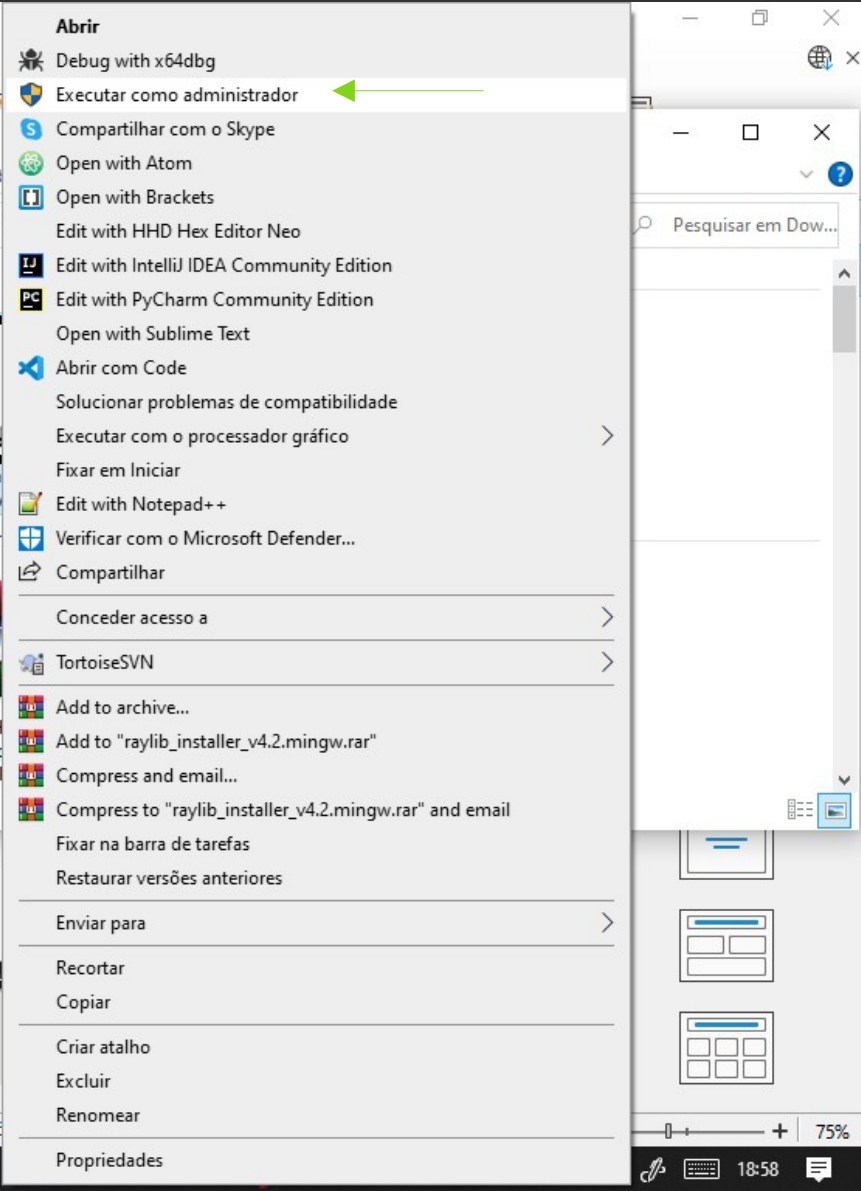 Abrir
Debug with x64dbg
Executar como administrador
Compartilhar com o Skype
Open with Atom
Open with Brackets
Edit with HHD Hex Editor Neo
Edit with IntelliJ IDEA Community Edition
Edit with PyCharm Community Edition
Open with Sublime Text
Abrir com Code
Solucionar problemas de compatibilidade
Executar com o processador gráfico
Fixar em Iniciar
Edit with Notepad++
Verificar com o Microsoft Defender...
Compartilhar
Conceder acesso a
TortoiseSVN
Add to archive...
Add to "raylib_installer_v4.2.mingw.rar"
Compress and email...
Compress to "raylib_installer_v4.2.mingw.rar" and email
Fixar na barra de tarefas
Restaurar versões anteriores
Enviar para
Recortar
Copiar
Criar atalho
Excluir
Renomear
Propriedades
Pesquisar em Dow...
75%
18:58